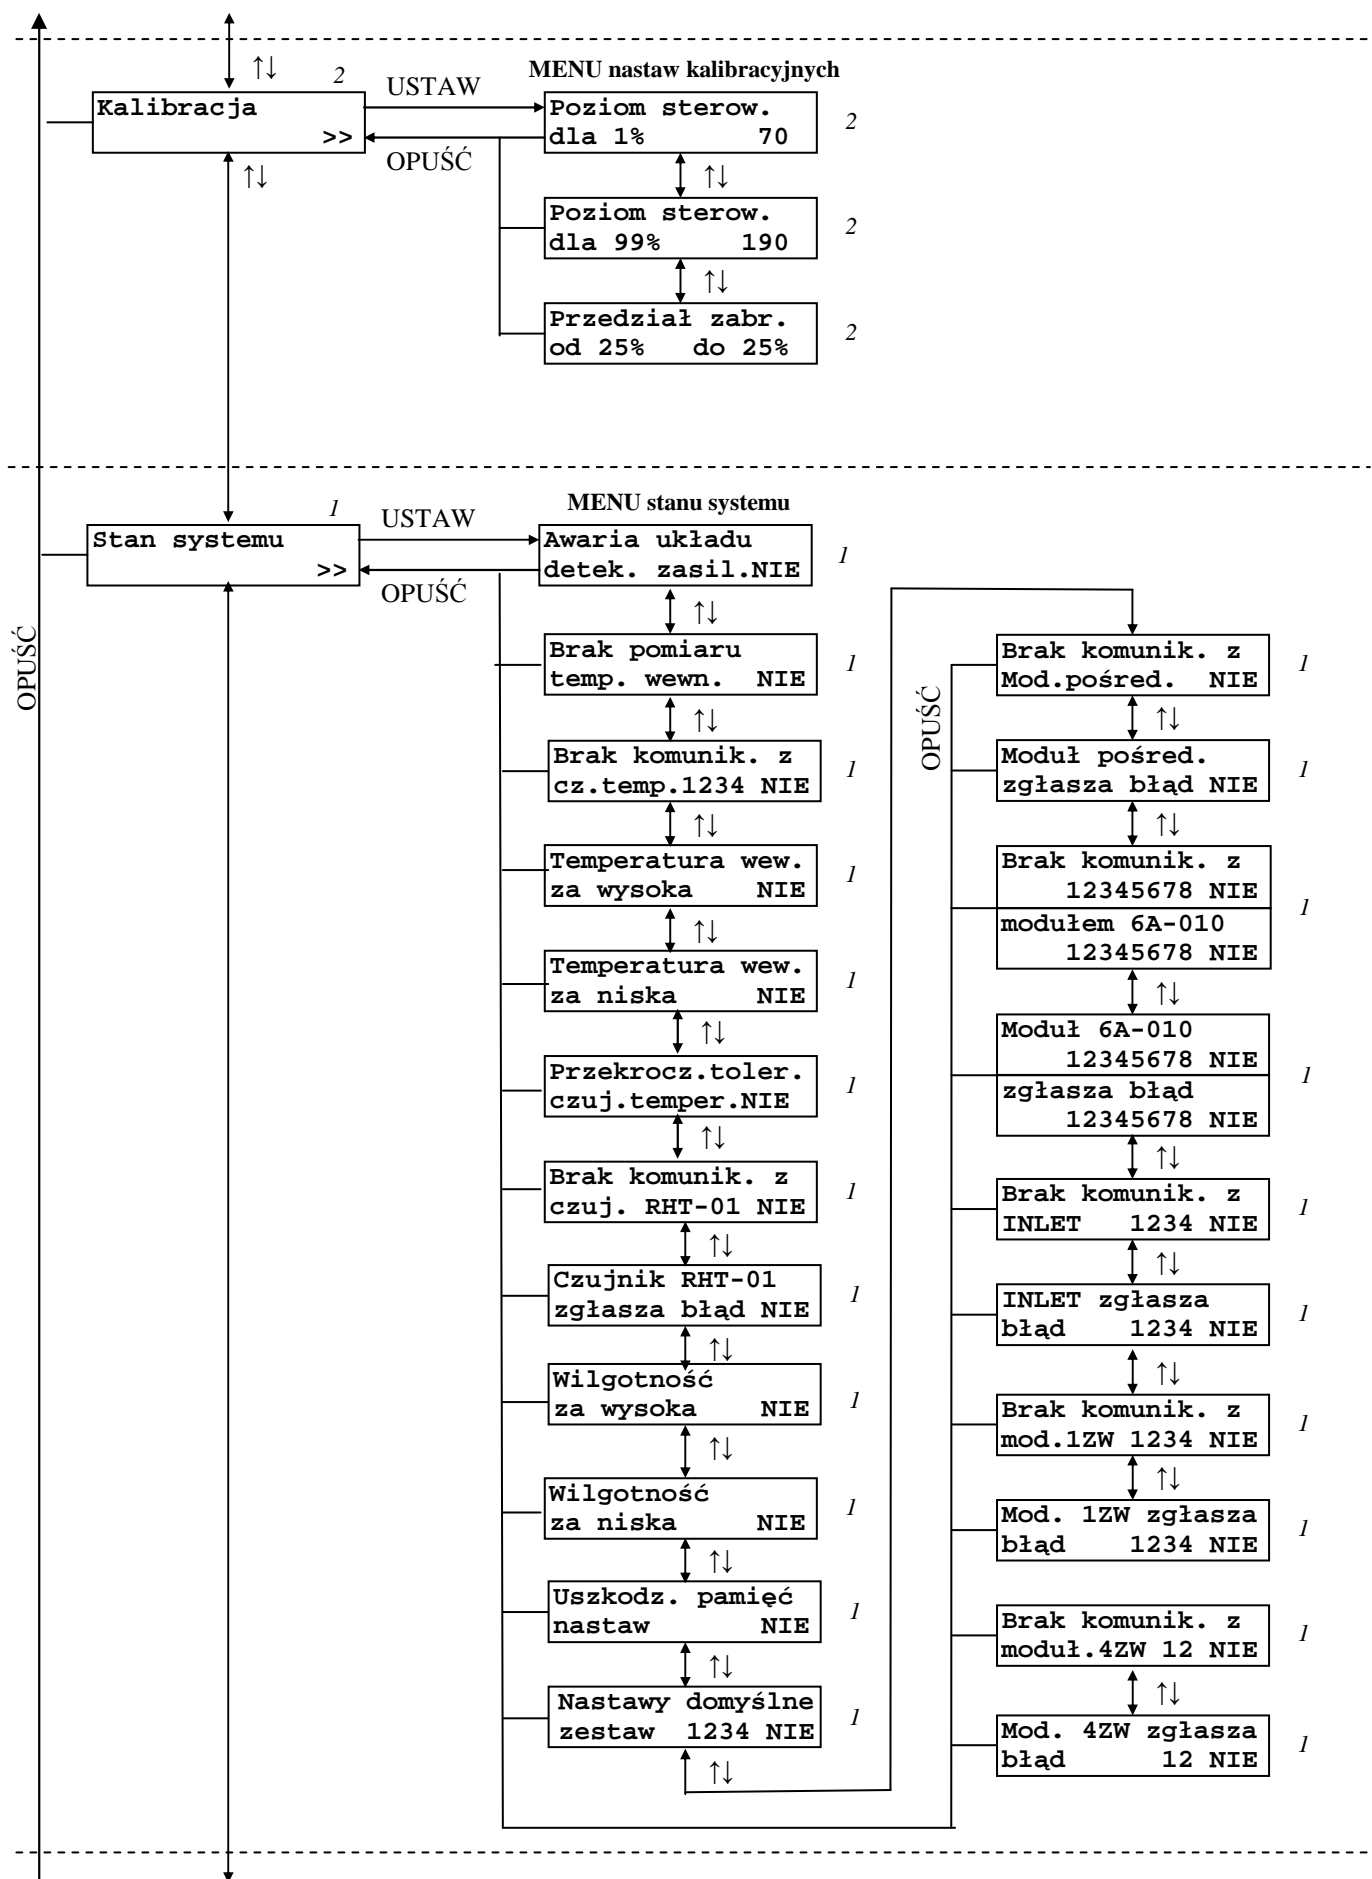 ↑↓
2
USTAW
MENU nastaw kalibracyjnych
Kalibracja
>>
OPUŚĆ
↑↓
Poziom sterow.
dla 1% 70
2
↑↓
Poziom sterow.
dla 99% 190
2
↑↓
Przedział zabr.
od 25% do 25%
2
OPUŚĆ
1
USTAW
MENU stanu systemu
Stan systemu
>>
OPUŚĆ
Awaria układu
detek. zasil.NIE
1
↑↓
Brak pomiaru
temp. wewn. NIE
1
↑↓
Brak komunik. z
cz.temp.1234 NIE
1
↑↓
Temperatura wew.
za wysoka NIE
1
↑↓
Temperatura wew.
za niska NIE
1
↑↓
Przekrocz.toler.
czuj.temper.NIE
1
↑↓
Brak komunik. z
czuj. RHT-01 NIE
1
↑↓
Czujnik RHT-01
zgłasza błąd NIE
1
↑↓
Wilgotność
za wysoka NIE
1
↑↓
Wilgotność
za niska NIE
1
↑↓
Uszkodz. pamięć
nastaw NIE
1
↑↓
Nastawy domyślne
zestaw 1234 NIE
1
↑↓
OPUŚĆ
Brak komunik. z
Mod.pośred. NIE
1
↑↓
Moduł pośred.
zgłasza błąd NIE
1
↑↓
Brak komunik. z
12345678 NIE
modułem 6A-010
12345678 NIE
1
↑↓
Moduł 6A-010
12345678 NIE
zgłasza błąd
12345678 NIE
1
↑↓
Brak komunik. z
INLET 1234 NIE
1
↑↓
INLET zgłasza
błąd 1234 NIE
1
↑↓
Brak komunik. z
mod.1ZW 1234 NIE
1
↑↓
Mod. 1ZW zgłasza
błąd 1234 NIE
1
Brak komunik. z
moduł.4ZW 12 NIE
1
↑↓
Mod. 4ZW zgłasza
błąd 12 NIE
1